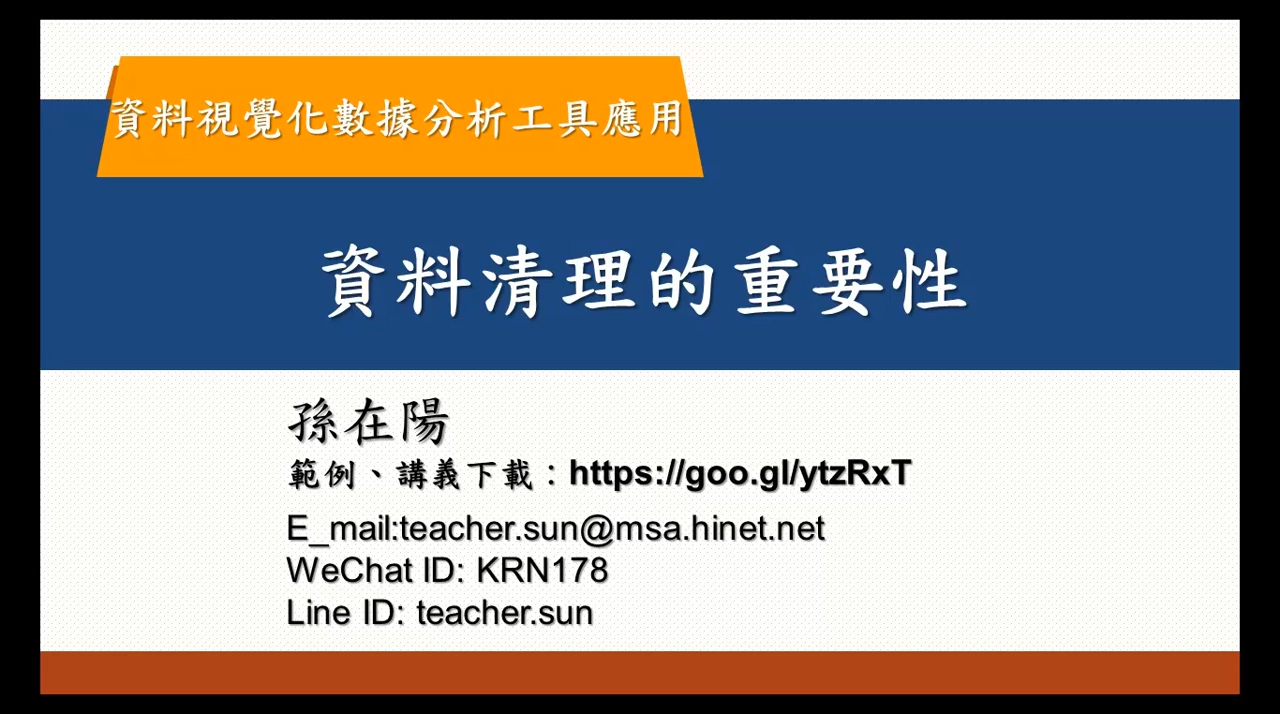 資料視覺化數據分析工具應用
資料清理的重要性
孫在陽
範例、講義下載：https://goo.gl/ytzRxT
E_mail:teacher.sun@msa.hinet.net
WeChat ID: KRN178
Line ID: teacher.sun